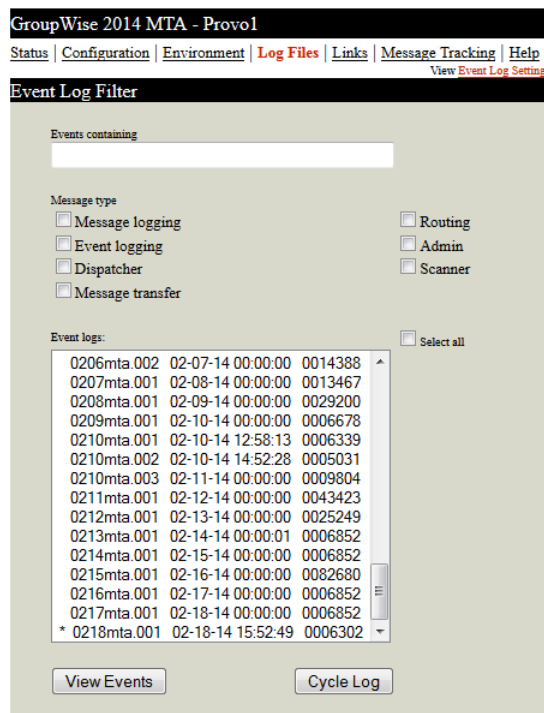 GroupWise 2014 MTA - Provo1
Status | Configuration | Environment | Log Files | Links | Message Tracking | Help
View Event Log Setting
Event Log Filter
Events containing
Message type
Message logging Routing
Event logging Admin
Dispatcher Scanner
Message transfer
Event logs: Select all
0206mta.002 02-07-14 00:00:00 0014388
0207mta.001 02-08-14 00:00:00 0013467
0208mta.001 02-09-14 00:00:00 0029200
0209mta.001 02-10-14 00:00:00 0006678
0210mta.001 02-10-14 12:58:13 0006339
0210mta.002 02-10-14 14:52:28 0005031
0210mta.003 02-11-14 00:00:00 0009804
0211mta.001 02-12-14 00:00:00 0043423
0212mta.001 02-13-14 00:00:00 0025249
0213mta.001 02-14-14 00:00:01 0006852
0214mta.001 02-15-14 00:00:00 0006852
0215mta.001 02-16-14 00:00:00 0082680
0216mta.001 02-17-14 00:00:00 0006852
0217mta.001 02-18-14 00:00:00 0006852
* 0218mta.001 02-18-14 15:52:49 0006302
View Events Cycle Log